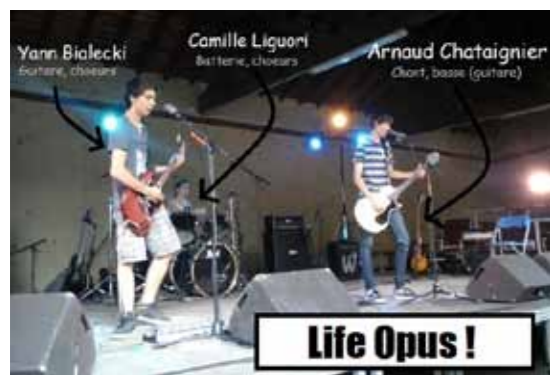 Yann Bialecki
Guitare, choeurs
Camille Liguori
Batterie, choeurs
Arnaud Chataignier
Chant, basse (guitare)
Life Opus !